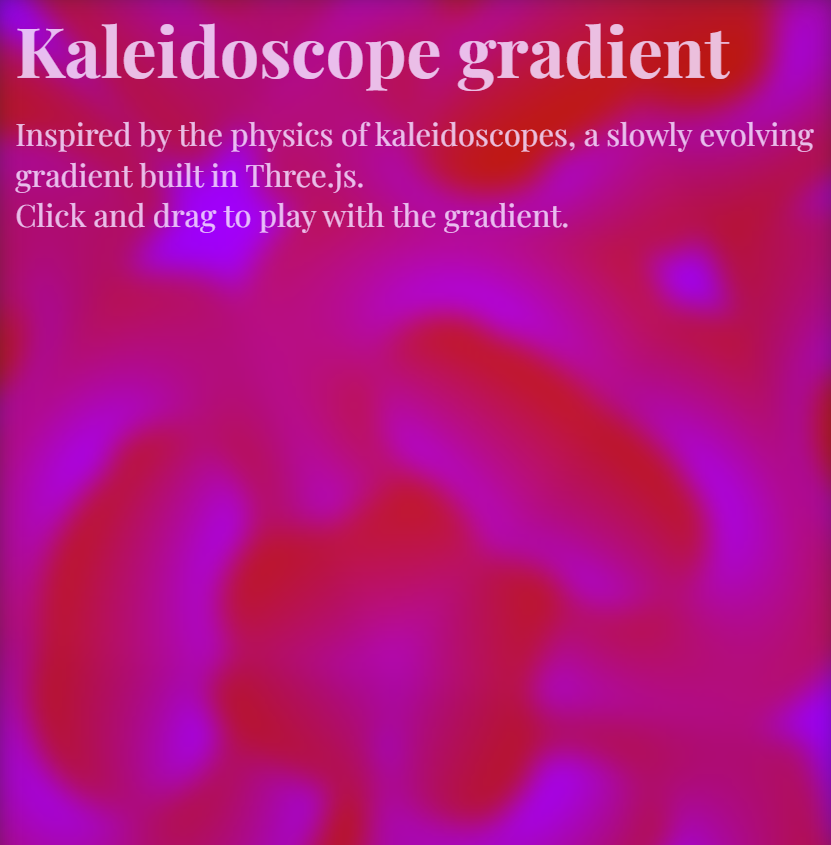 Kaleidoscope gradient
Inspired by the physics of kaleidoscopes, a slowly evolving
gradient built in Three.js.
Click and drag to play with the gradient.